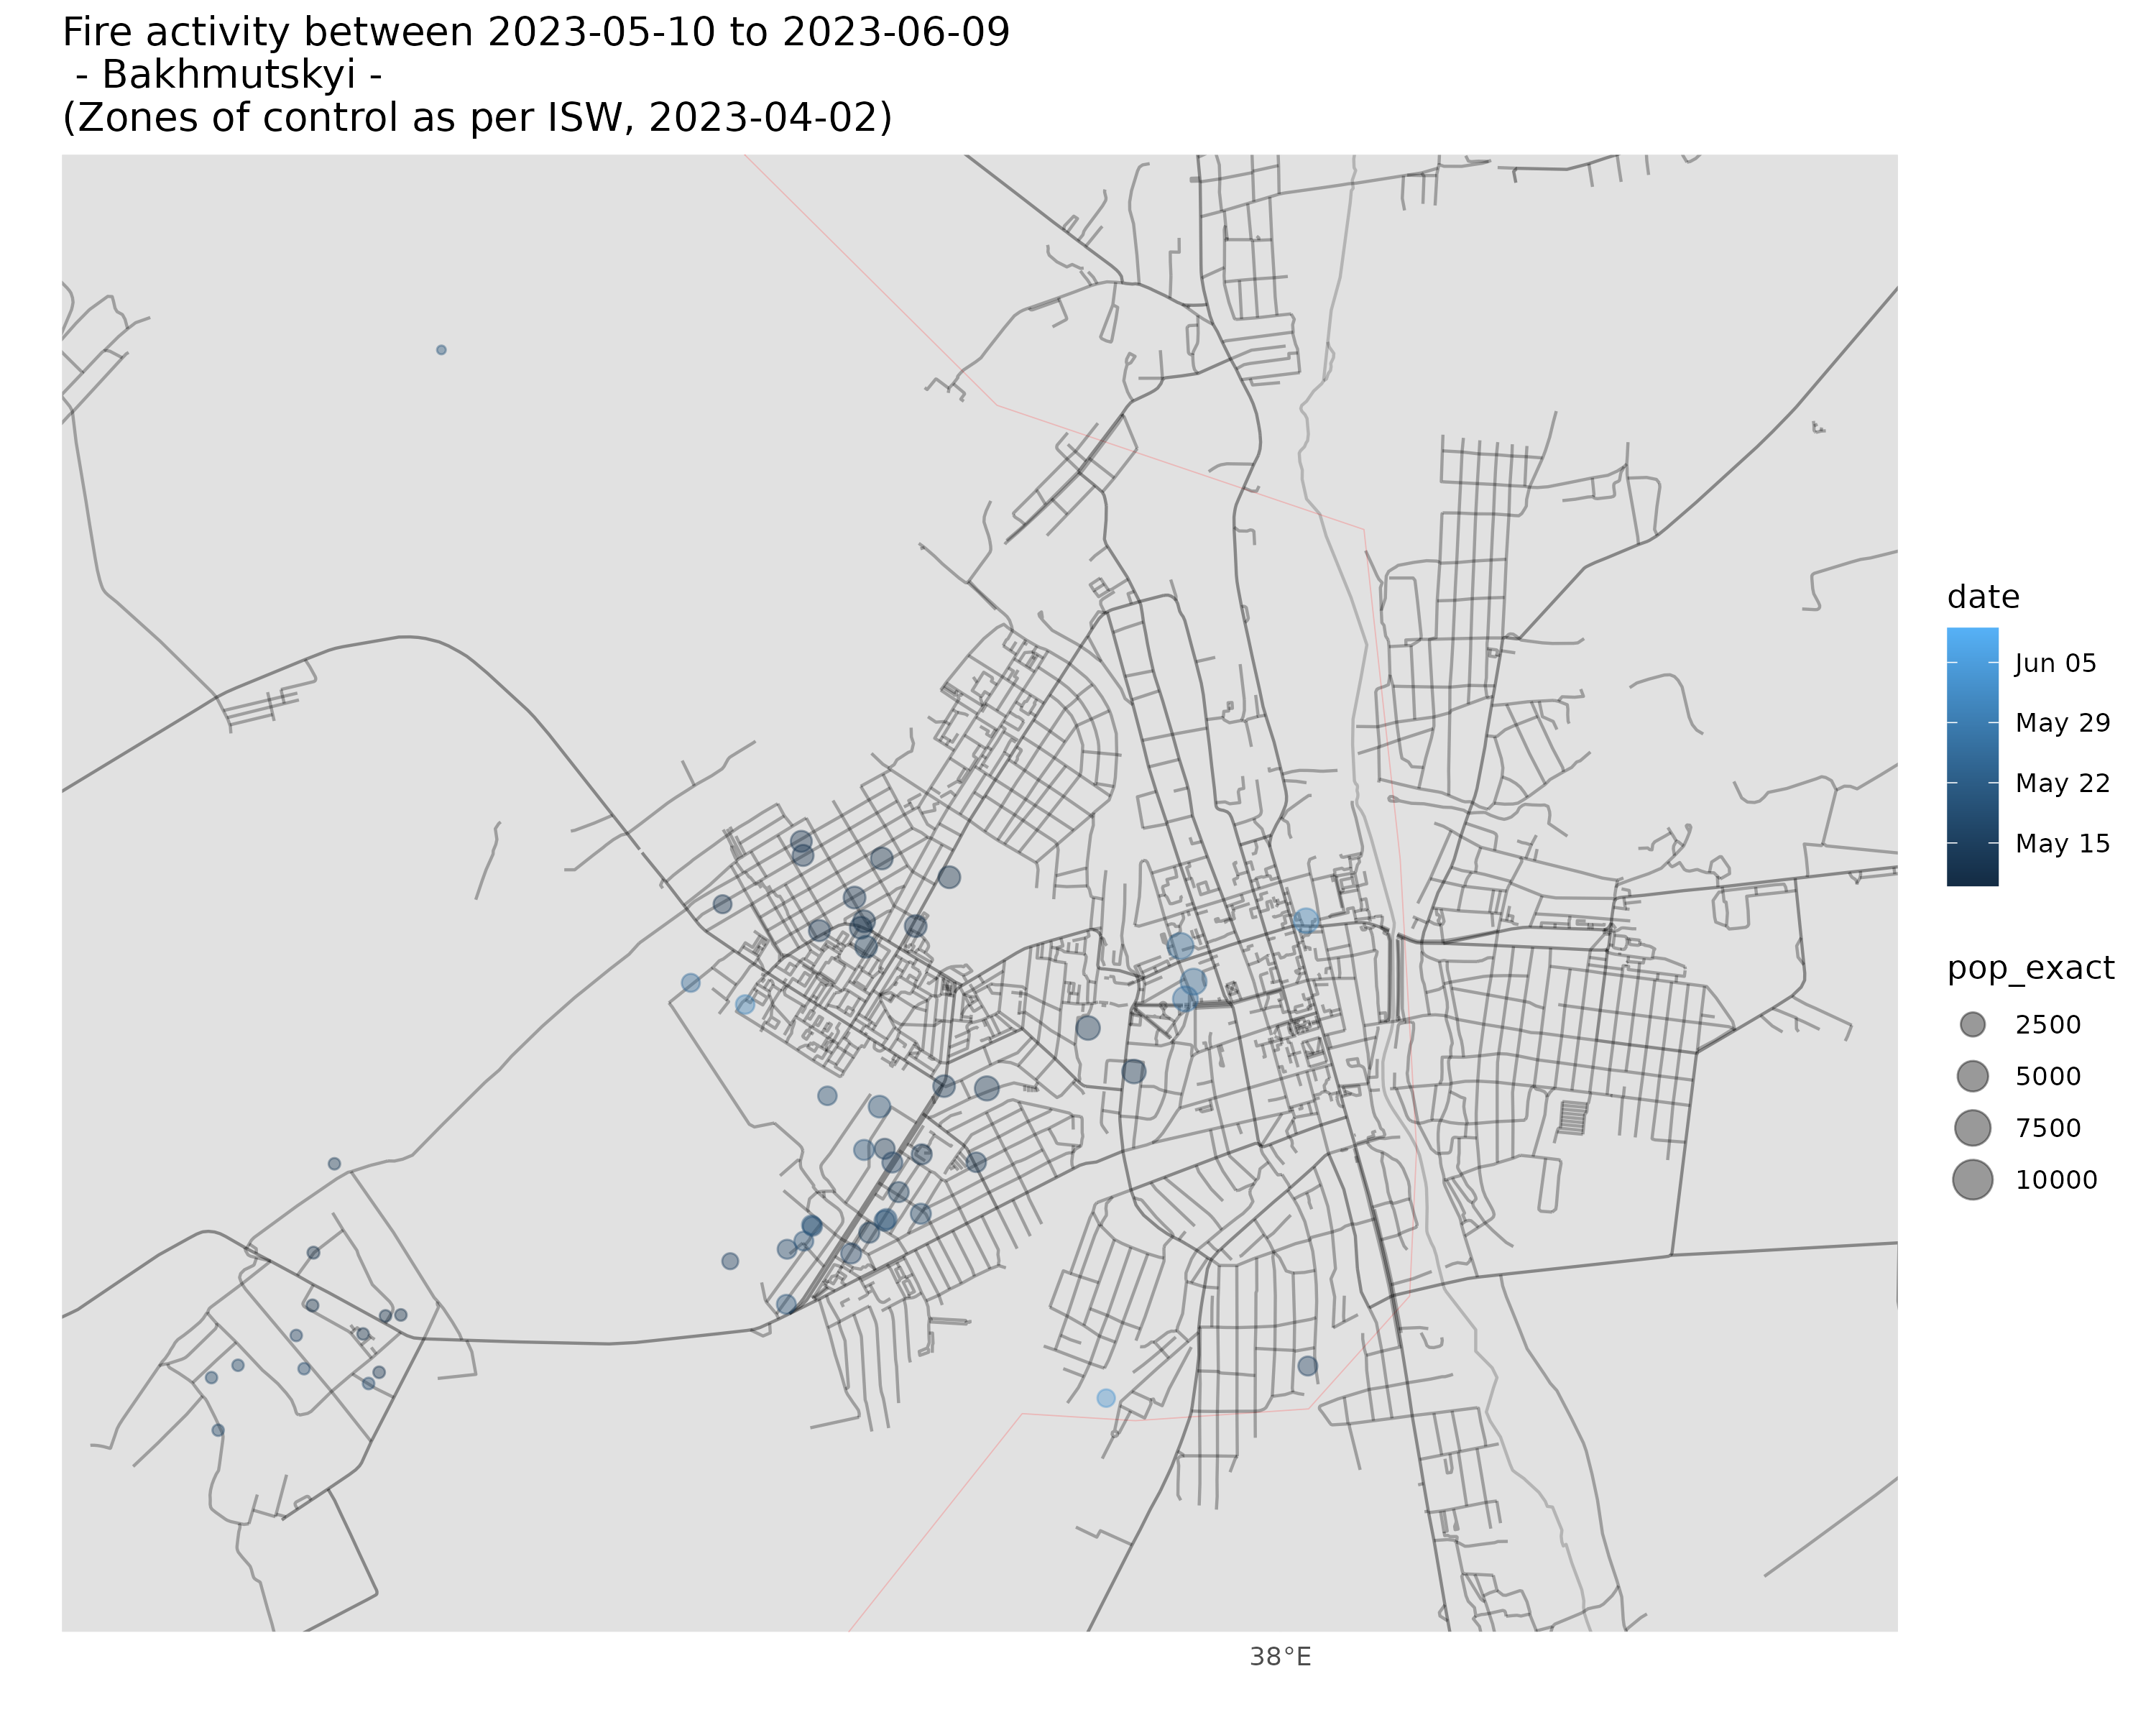 Fire activity between 2023-05-10 to 2023-06-09
- Bakhmutskyi -
(Zones of control as per ISW, 2023-04-02)
date
Jun 05
May 29
May 22
May 15
pop_exact
2500
5000
7500
10000
38°E